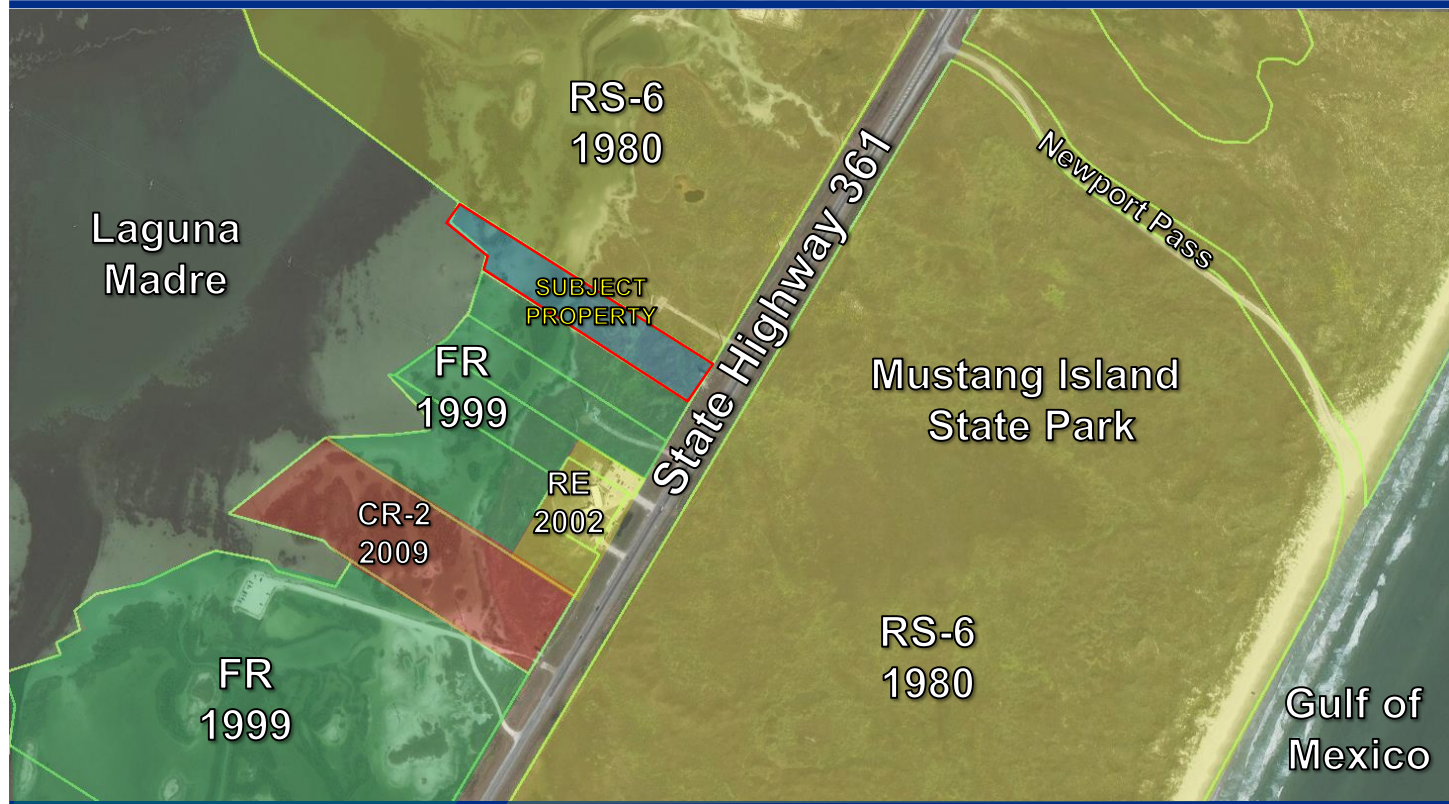 RS-6
1980
Newport Pass
State Highway 361
Laguna
Madre
SUBJECT
PROPERTY
FR
1999
Mustang Island
State Park
RE
2002
CR-2
2009
RS-6
1980
FR
1999
Gulf of
Mexico